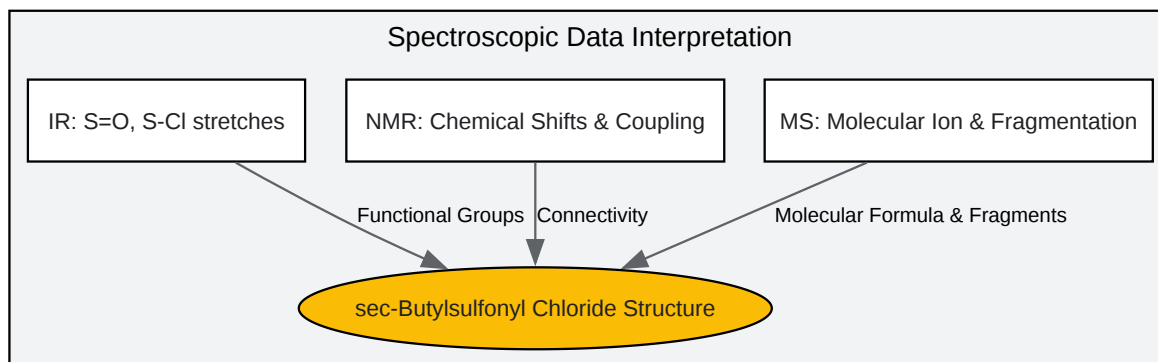 Spectroscopic Data Interpretation
IR: S=O, S-Cl stretches
NMR: Chemical Shifts & Coupling
MS: Molecular Ion & Fragmentation
Functional Groups
Connectivity
Molecular Formula & Fragments
sec-Butylsulfonyl Chloride Structure